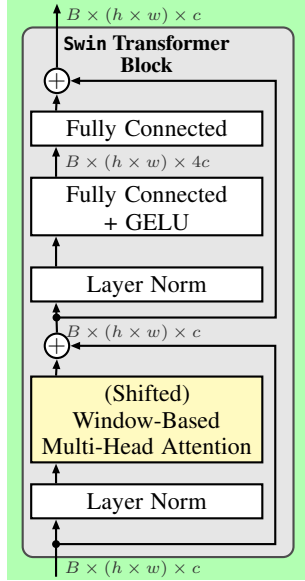 B × (h × w) × c
Swin Transformer
Block
+
Fully Connected
B × (h × w) × 4c
Fully Connected
+ GELU
Layer Norm
B × (h × w) × c
+
(Shifted)
Window-Based
Multi-Head Attention
Layer Norm
B × (h × w) × c